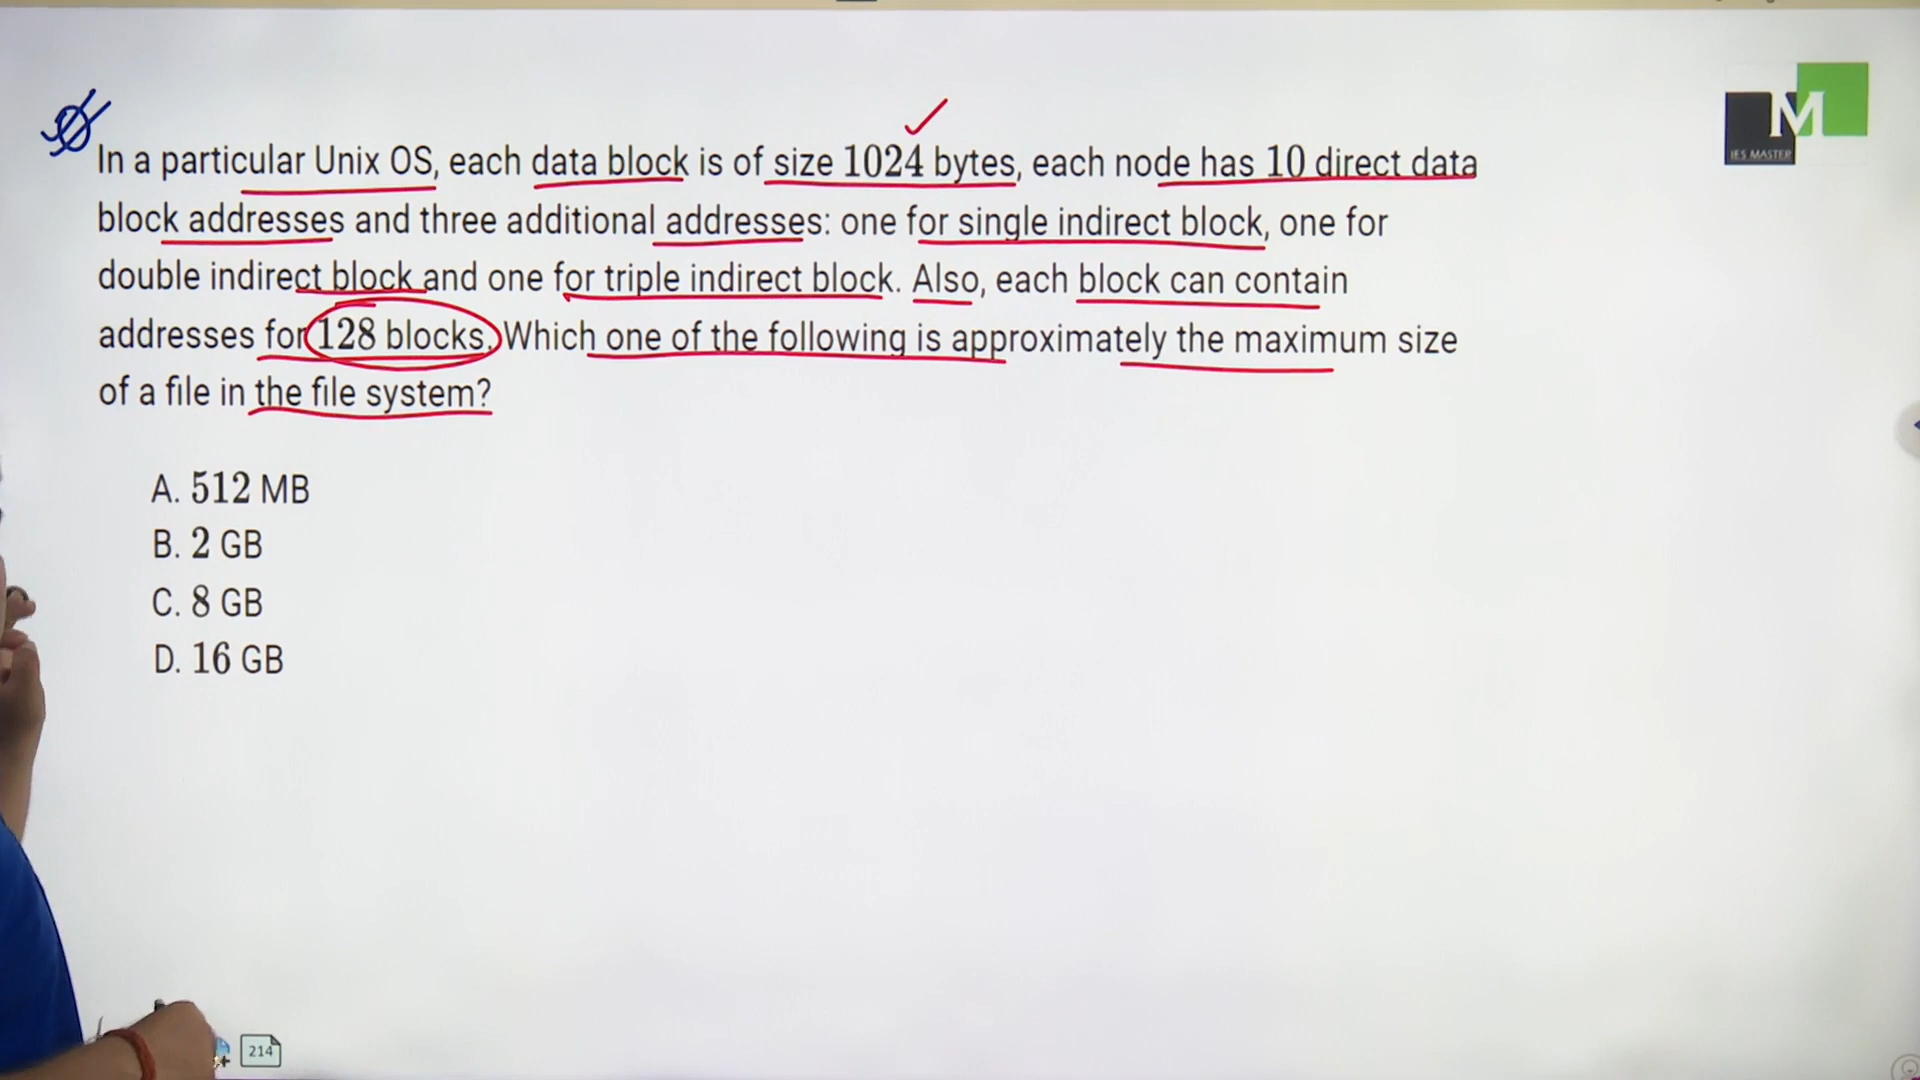 M
IES MASTER
In a particular Unix OS, each data block is of size 1024 bytes, each node has 10 direct data
block addresses and three additional addresses: one for single indirect block, one for
double indirect block and one for triple indirect block. Also, each block can contain
addresses for 128 blocks. Which one of the following is approximately the maximum size
of a file in the file system?
A. 512 MB
B. 2 GB
C. 8 GB
D. 16 GB
214